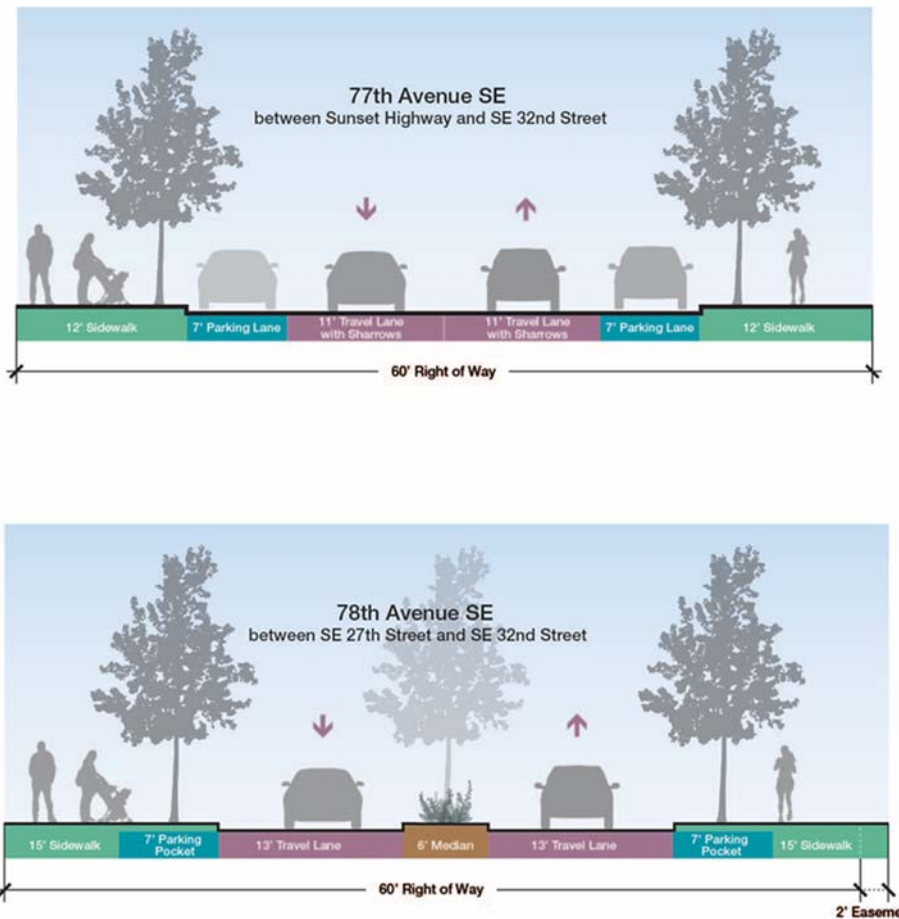 77th Avenue SE
between Sunset Highway and SE 32nd Street
12' Sidewalk
7' Parking Lane
11' Travel Lane
with Sharrows
11' Travel Lane
with Sharrows
7' Parking Lane
12' Sidewalk
60' Right of Way
78th Avenue SE
between SE 27th Street and SE 32nd Street
15' Sidewalk
7' Parking
Pocket
13' Travel Lane
6' Median
13' Travel Lane
7' Parking
Pocket
15' Sidewalk
60' Right of Way
2' Easeme